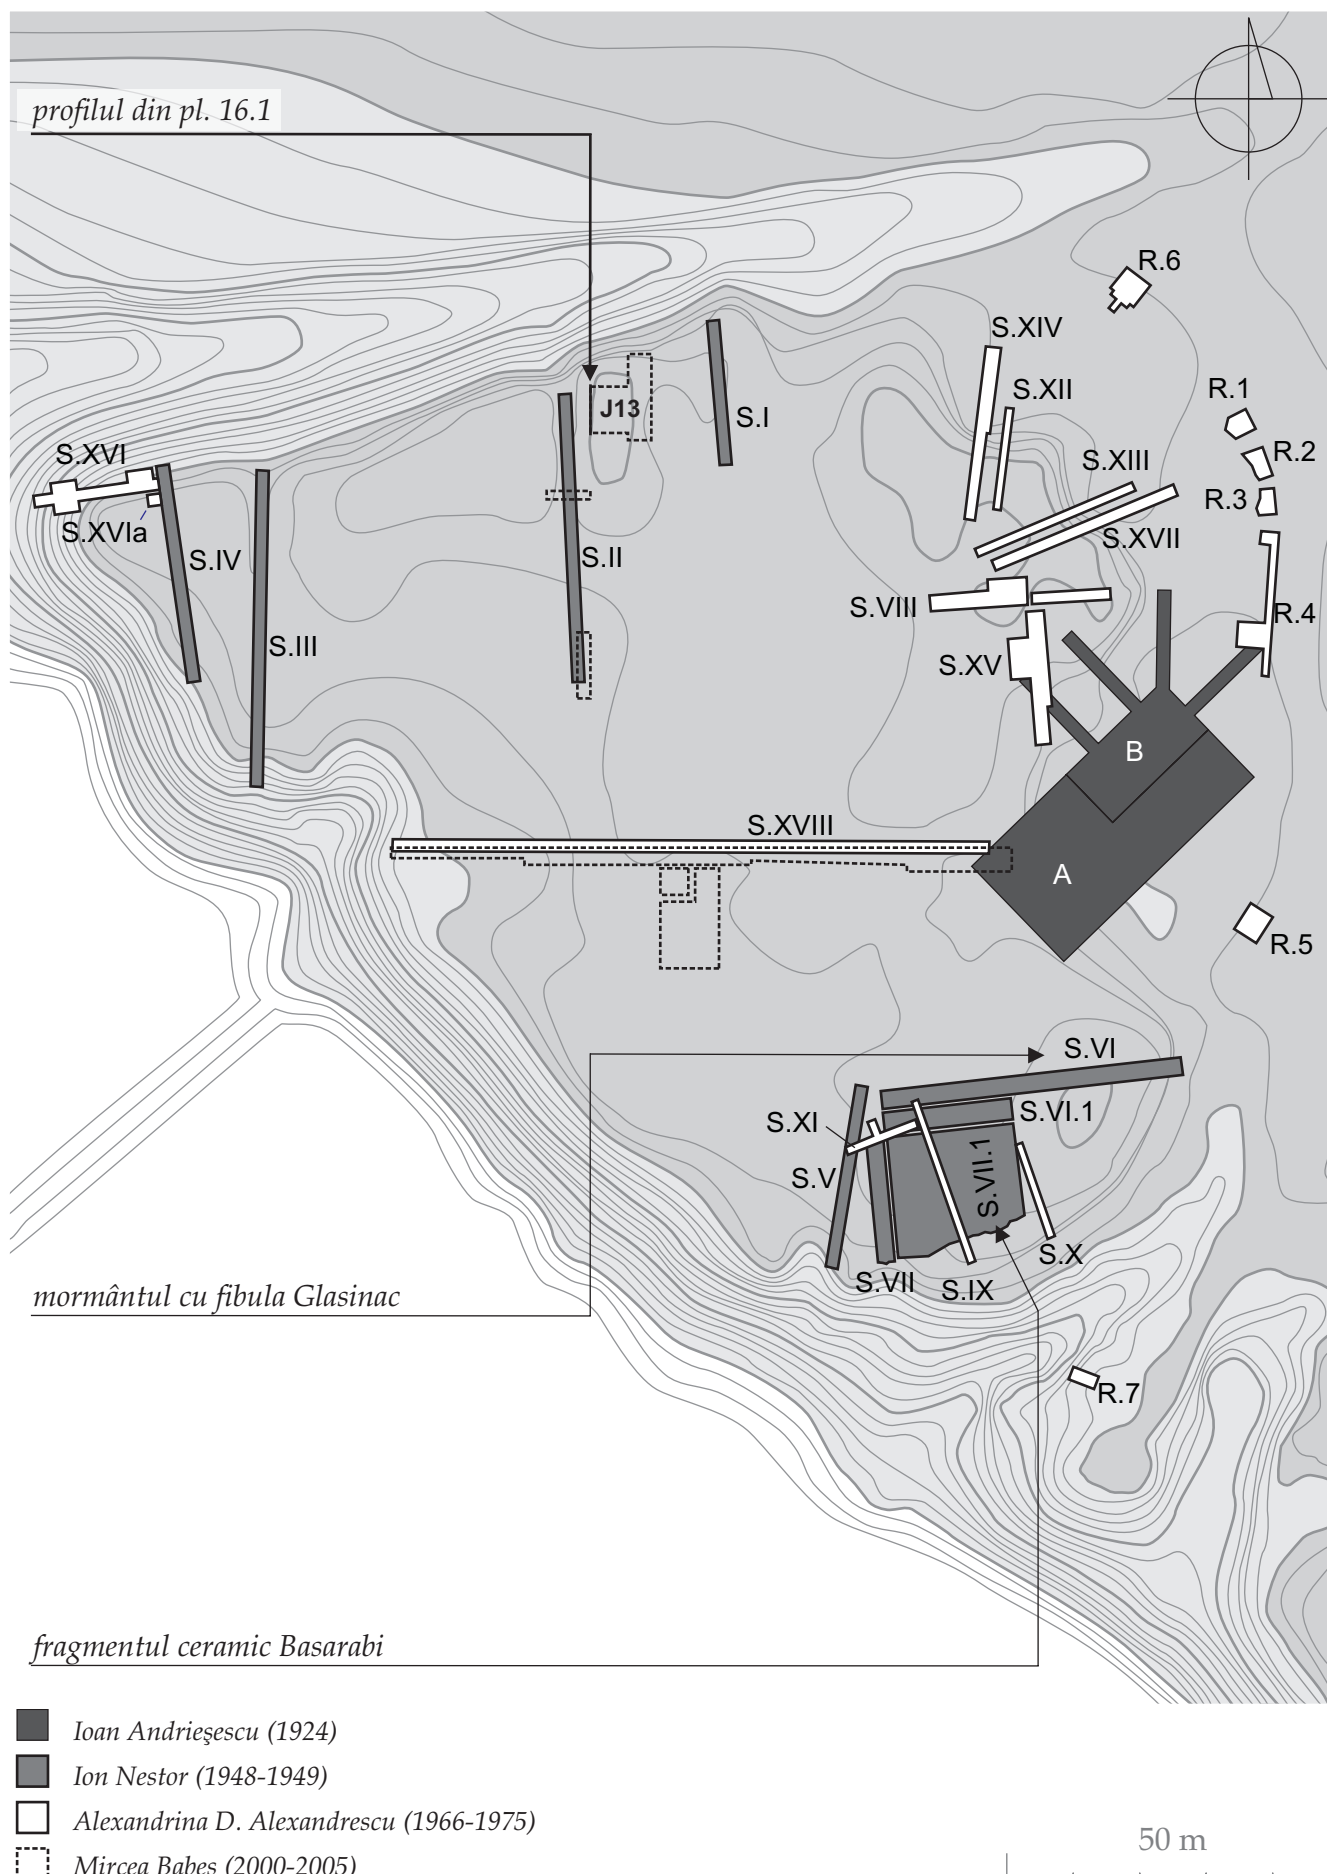 profilul din pl. 16.1
R.6
S.XIV
S.XII
R.1
J13
S.I
S.XVI
S.XIII
R.2
R.3
S.XVIa
S.XVII
S.IV
S.II
S.VIII
R.4
S.III
S.XV
B
S.XVIII
A
R.5
S.VI
S.VI.1
S.XI
S.VII.1
S.V
S.X
S.VII
S.IX
mormântul cu fibula Glasinac
R.7
fragmentul ceramic Basarabi
Ioan Andrieşescu (1924)
Ion Nestor (1948-1949)
Alexandrina D. Alexandrescu (1966-1975)
50 m
Mircea Babeş (2000-2005)